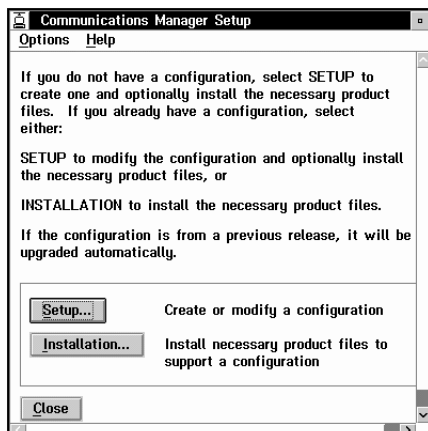 Communications Manager Setup
Options Help
If you do not have a configuration, select SETUP to
create one and optionally install the necessary product
files. If you already have a configuration, select
either:
SETUP to modify the configuration and optionally install
the necessary product files, or
INSTALLATION to install the necessary product files.
If the configuration is from a previous release, it will be
upgraded automatically.
Setup... Create or modify a configuration
Installation... Install necessary product files to
support a configuration
Close